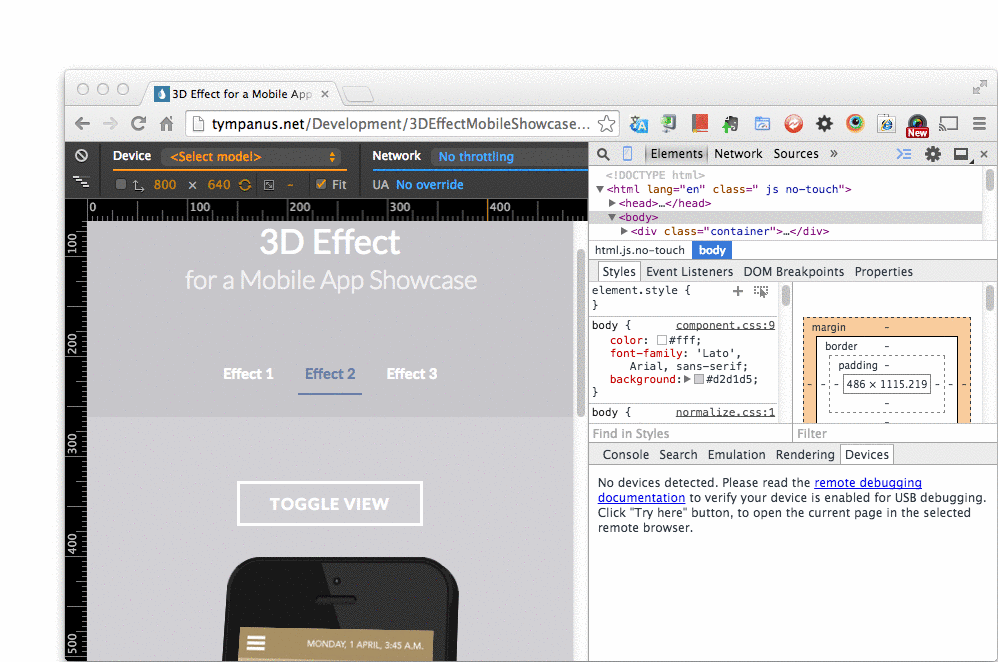 3D Effect for a Mobile App
tympanus.net/Development/3DEffectMobileShowcase...
New
Device <Select model> Network No throttling
800 × 640 - Fit UA No override
0 100 200 300 400
100
200
300
400
500
3D Effect
for a Mobile App Showcase
Effect 1 Effect 2 Effect 3
TOGGLE VIEW
MONDAY, 1 APRIL, 3:45 A.M.
Elements Network Sources »
<!DOCTYPE html>
▼<html lang="en" class=" js no-touch">
▶<head>…</head>
▼<body>
▶<div class="container">…</div>
html.js.no-touch body
Styles Event Listeners DOM Breakpoints Properties
element.style {
}
body { component.css:9
color: #fff;
font-family: 'Lato',
Arial, sans-serif;
background:▶ #d2d1d5;
}
body { normalize.css:1
Find in Styles
margin -
border -
padding -
- - - 486 × 1115.219 - - -
-
Filter
Console Search Emulation Rendering Devices
No devices detected. Please read the remote debugging
documentation to verify your device is enabled for USB debugging.
Click "Try here" button, to open the current page in the selected
remote browser.